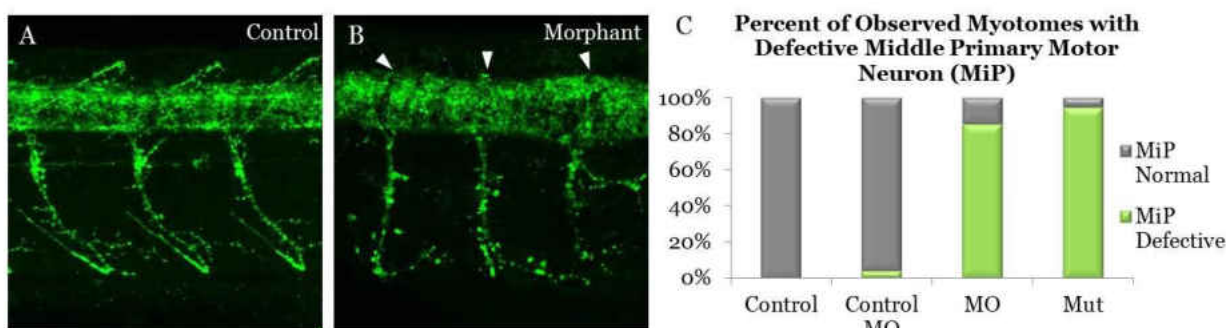 A
Control
B
Morphant
C
Percent of Observed Myotomes with
Defective Middle Primary Motor
Neuron (MiP)
100%
80%
60%
40%
20%
0%
Control
Control
MO
MO
Mut
MiP
Normal
MiP
Defective